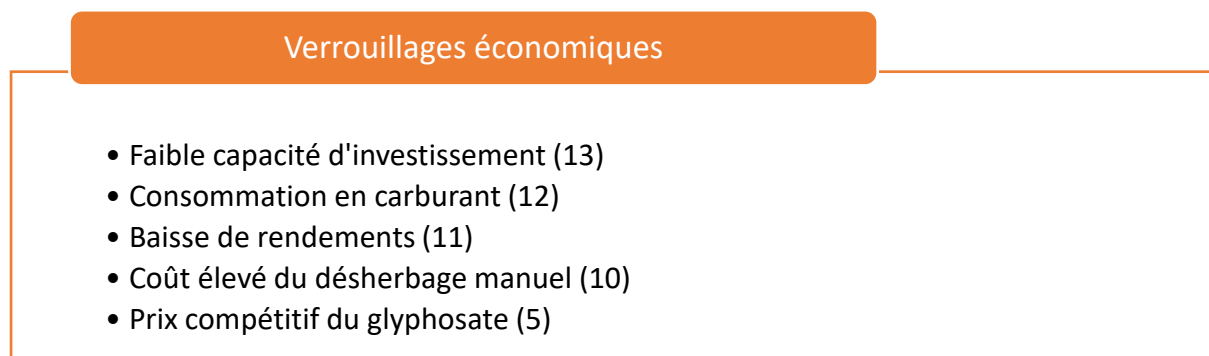 Verrouillages économiques
• Faible capacité d'investissement (13)
• Consommation en carburant (12)
• Baisse de rendements (11)
• Coût élevé du désherbage manuel (10)
• Prix compétitif du glyphosate (5)